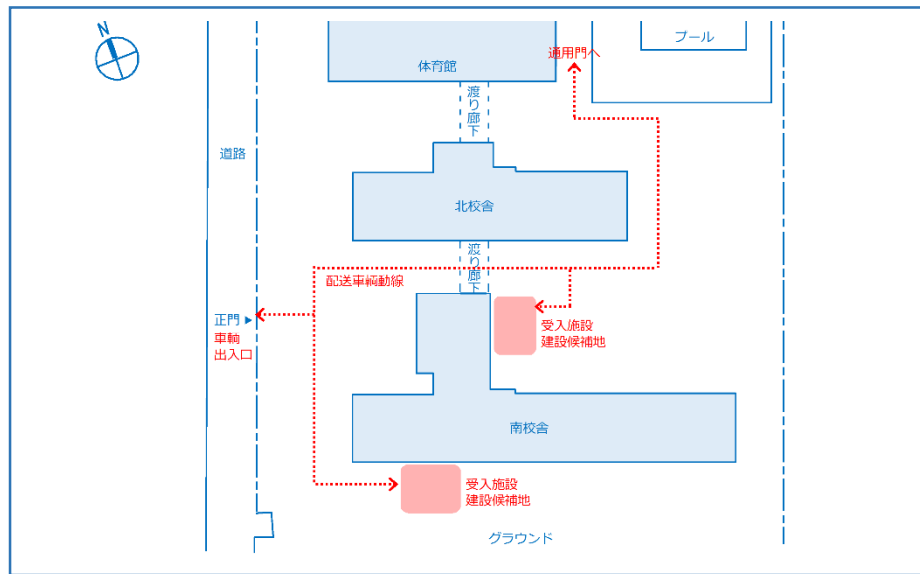 N
プール
通用門へ
体育館
渡り廊下
道路
北校舎
渡り廊下
配送車輌動線
正門
車輌
出入口
受入施設
建設候補地
南校舎
受入施設
建設候補地
グラウンド